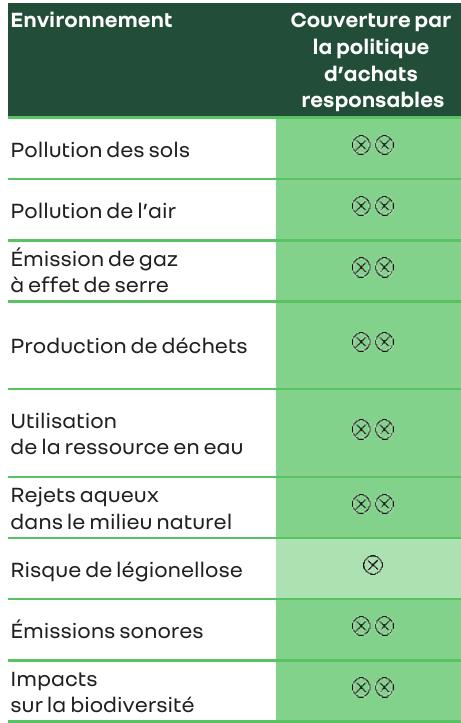 Environnement
Couverture par
la politique
d’achats
responsables
Pollution des sols
⊗⊗
Pollution de l’air
⊗⊗
Émission de gaz
à effet de serre
⊗⊗
Production de déchets
⊗⊗
Utilisation
de la ressource en eau
⊗⊗
Rejets aqueux
dans le milieu naturel
⊗⊗
Risque de légionellose
⊗
Émissions sonores
⊗⊗
Impacts
sur la biodiversité
⊗⊗